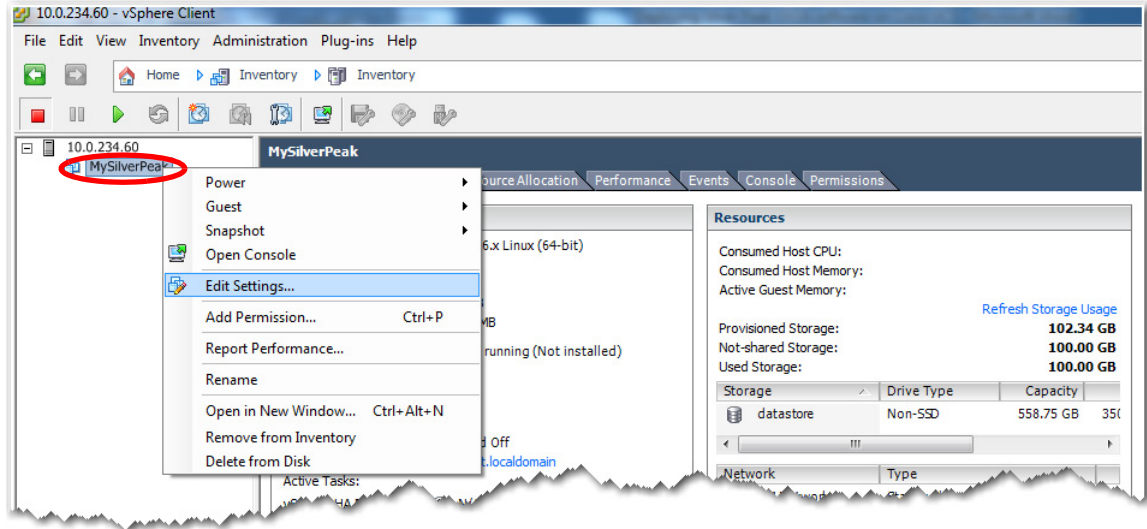 10.0.234.60 - vSphere Client
File Edit View Inventory Administration Plug-ins Help
Home Inventory Inventory
10.0.234.60
MySilverPeak
MySilverPeak
Allocation Performance Events Console Permissions
Power
Guest
Snapshot
Open Console
Edit Settings...
Add Permission... Ctrl+P
Report Performance...
Rename
Open in New Window... Ctrl+Alt+N
Remove from Inventory
Delete from Disk
6.x Linux (64-bit)
MB
running (Not installed)
Off
.localdomain
Active Tasks:
Resources
Consumed Host CPU:
Consumed Host Memory:
Active Guest Memory:
Refresh Storage Usage
Provisioned Storage: 102.34 GB
Not-shared Storage: 100.00 GB
Used Storage: 100.00 GB
Storage Drive Type Capacity
datastore Non-SSD 558.75 GB 350
Network Type